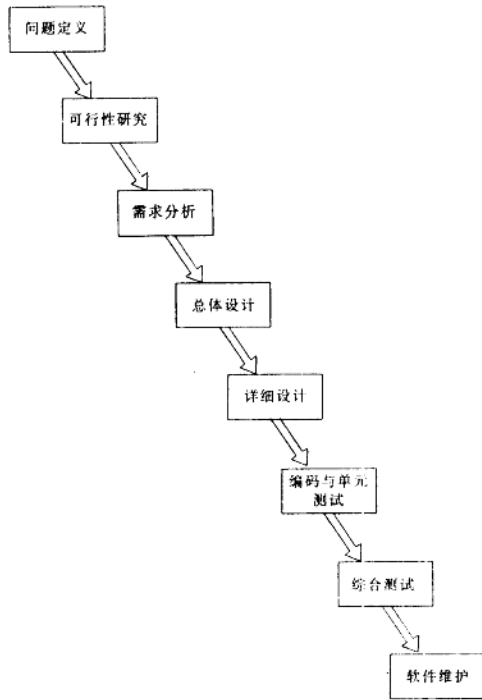 问题定义
可行性研究
需求分析
总体设计
详细设计
编码与单元
测试
综合测试
软件维护